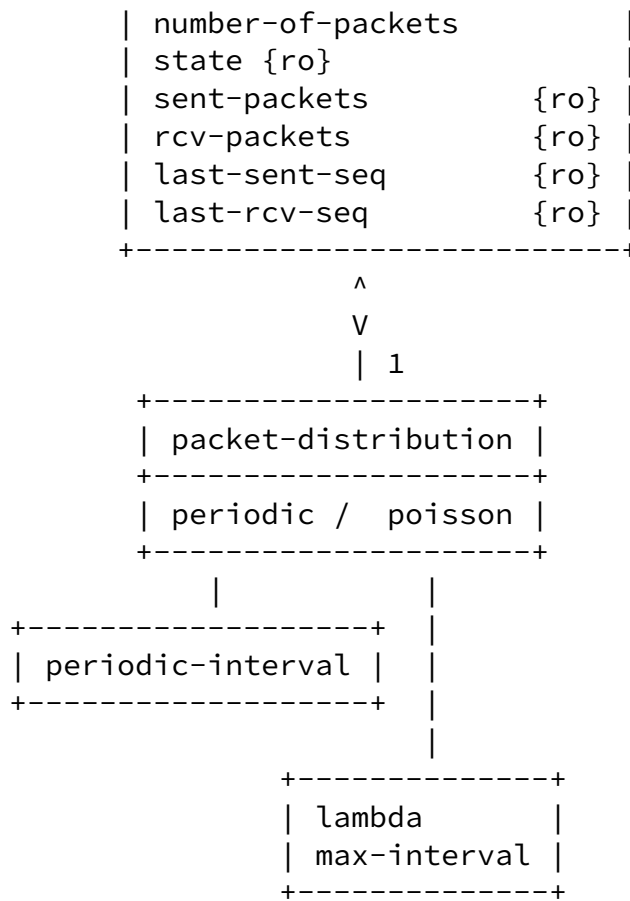 | number-of-packets |
| state {ro} |
| sent-packets {ro} |
| rcv-packets {ro} |
| last-sent-seq {ro} |
| last-rcv-seq {ro} |
+---------------------------+
^
V
| 1
+---------------------+
| packet-distribution |
+---------------------+
| periodic / poisson |
+---------------------+
| |
+-------------------+ |
| periodic-interval | |
+-------------------+ |
|
+--------------+
| lambda |
| max-interval |
+--------------+